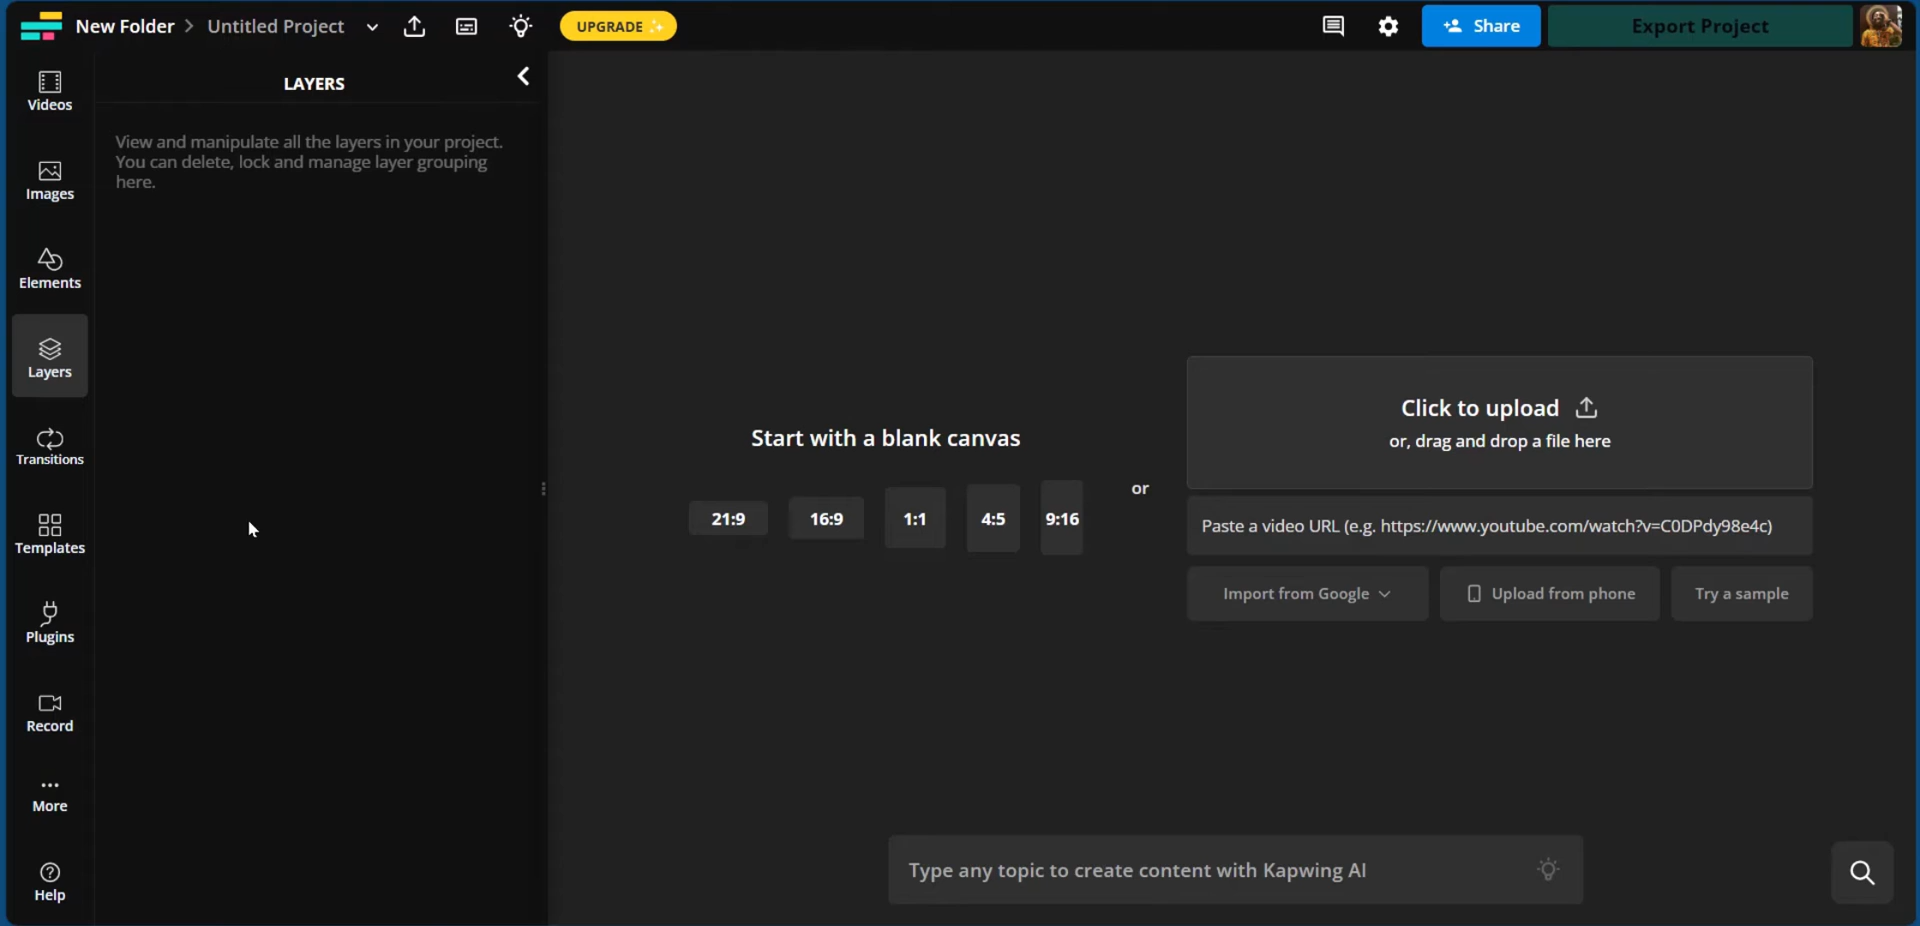 New Folder > Untitled Project
UPGRADE
Share
Export Project
Videos
Images
Elements
Layers
Transitions
Templates
Plugins
Record
More
Help
LAYERS
View and manipulate all the layers in your project.
You can delete, lock and manage layer grouping
here.
Start with a blank canvas
21:9 16:9 1:1 4:5 9:16
or
Click to upload
or, drag and drop a file here
Paste a video URL (e.g. https://www.youtube.com/watch?v=C0DPdy98e4c)
Import from Google
Upload from phone
Try a sample
Type any topic to create content with Kapwing AI